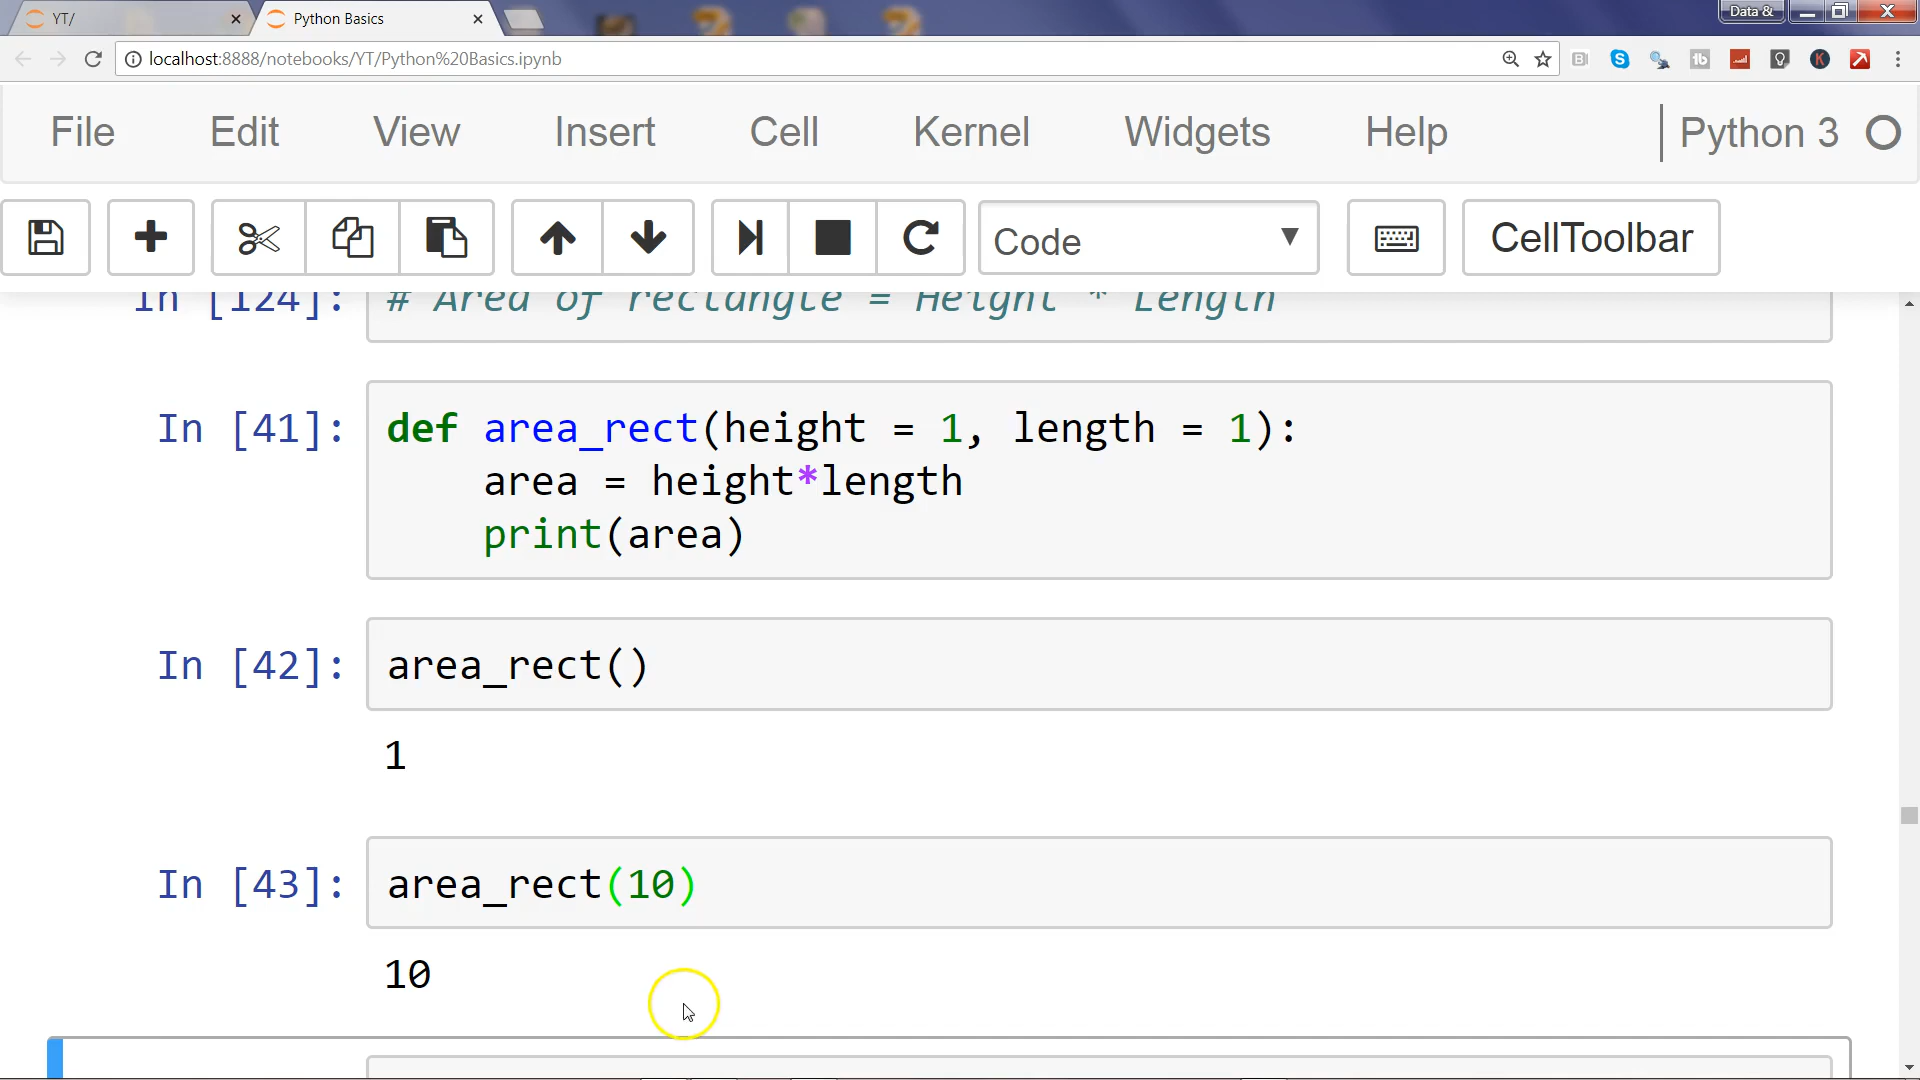 YT/
Python Basics
Data &
localhost:8888/notebooks/YT/Python%20Basics.ipynb
File Edit View Insert Cell Kernel Widgets Help Python 3
Code CellToolbar
In [124]: # Area of rectangle = Height * Length
In [41]: def area_rect(height = 1, length = 1):
area = height*length
print(area)
In [42]: area_rect()
1
In [43]: area_rect(10)
10